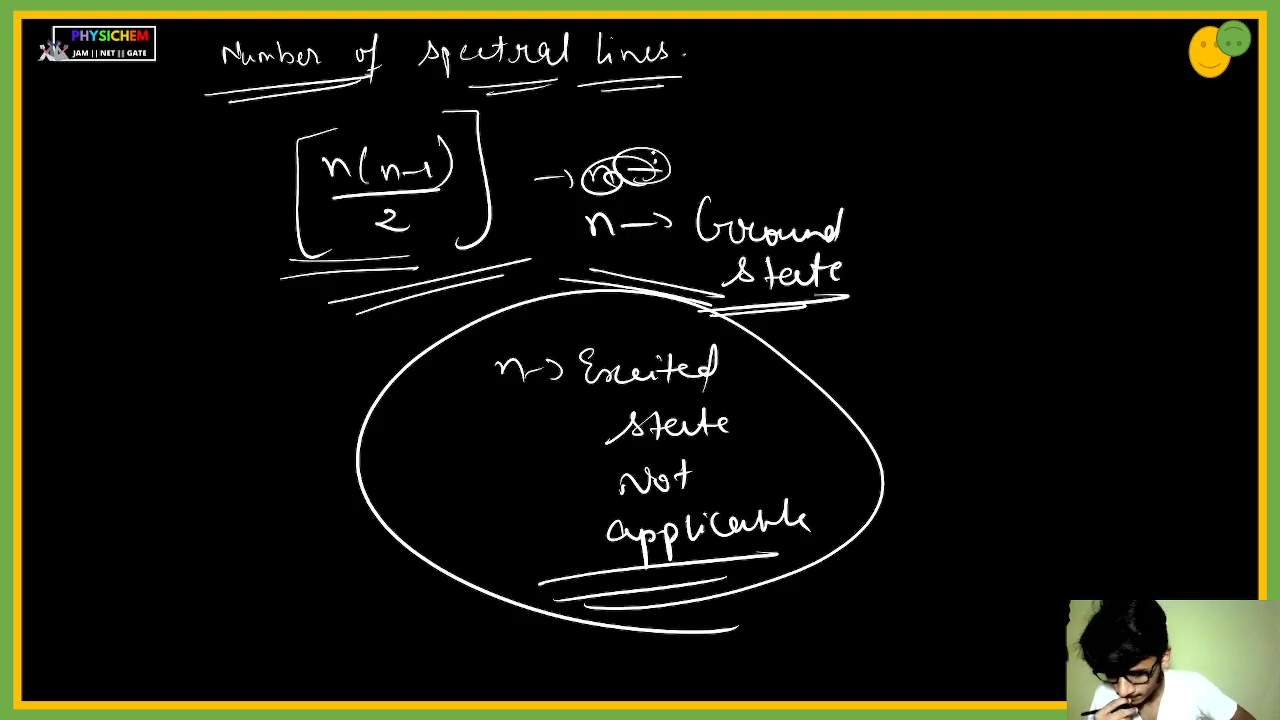 PHYSICHEM
JAM || NET || GATE
Number of spectral lines.
n(n-1)
2
n → Ground
state
n → Excited
state
Not
applicable